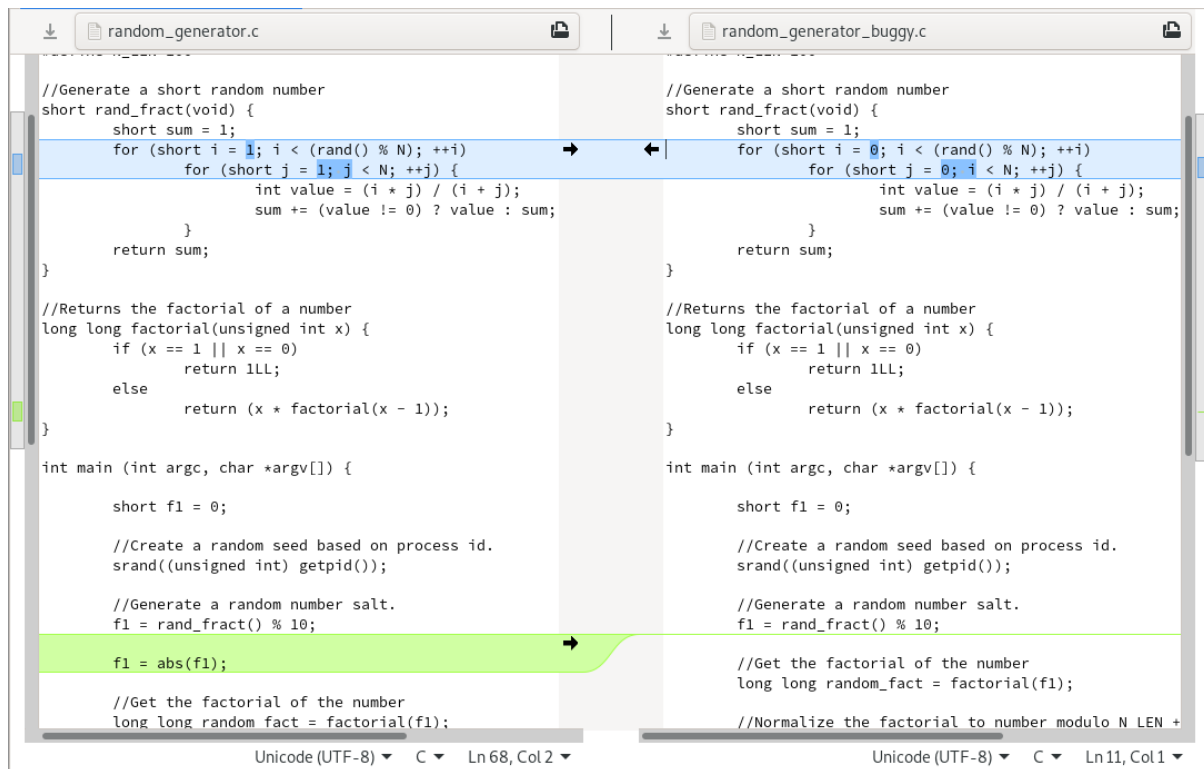 random_generator.c
//Generate a short random number
short rand_fract(void) {
short sum = 1;
for (short i = 1; i < (rand() % N); ++i)
for (short j = 1; j < N; ++j) {
int value = (i * j) / (i + j);
sum += (value != 0) ? value : sum;
}
return sum;
}
//Returns the factorial of a number
long long factorial(unsigned int x) {
if (x == 1 || x == 0)
return 1LL;
else
return (x * factorial(x - 1));
}
int main (int argc, char *argv[]) {
short f1 = 0;
//Create a random seed based on process id.
srand((unsigned int) getpid());
//Generate a random number salt.
f1 = rand_fract() % 10;
f1 = abs(f1);
//Get the factorial of the number
long long random_fact = factorial(f1);
Unicode (UTF-8) C Ln 68, Col 2
random_generator_buggy.c
//Generate a short random number
short rand_fract(void) {
short sum = 1;
for (short i = 0; i < (rand() % N); ++i)
for (short j = 0; i < N; ++j) {
int value = (i * j) / (i + j);
sum += (value != 0) ? value : sum;
}
return sum;
}
//Returns the factorial of a number
long long factorial(unsigned int x) {
if (x == 1 || x == 0)
return 1LL;
else
return (x * factorial(x - 1));
}
int main (int argc, char *argv[]) {
short f1 = 0;
//Create a random seed based on process id.
srand((unsigned int) getpid());
//Generate a random number salt.
f1 = rand_fract() % 10;
//Get the factorial of the number
long long random_fact = factorial(f1);
//Normalize the factorial to number modulo N_LEN +
Unicode (UTF-8) C Ln 11, Col 1